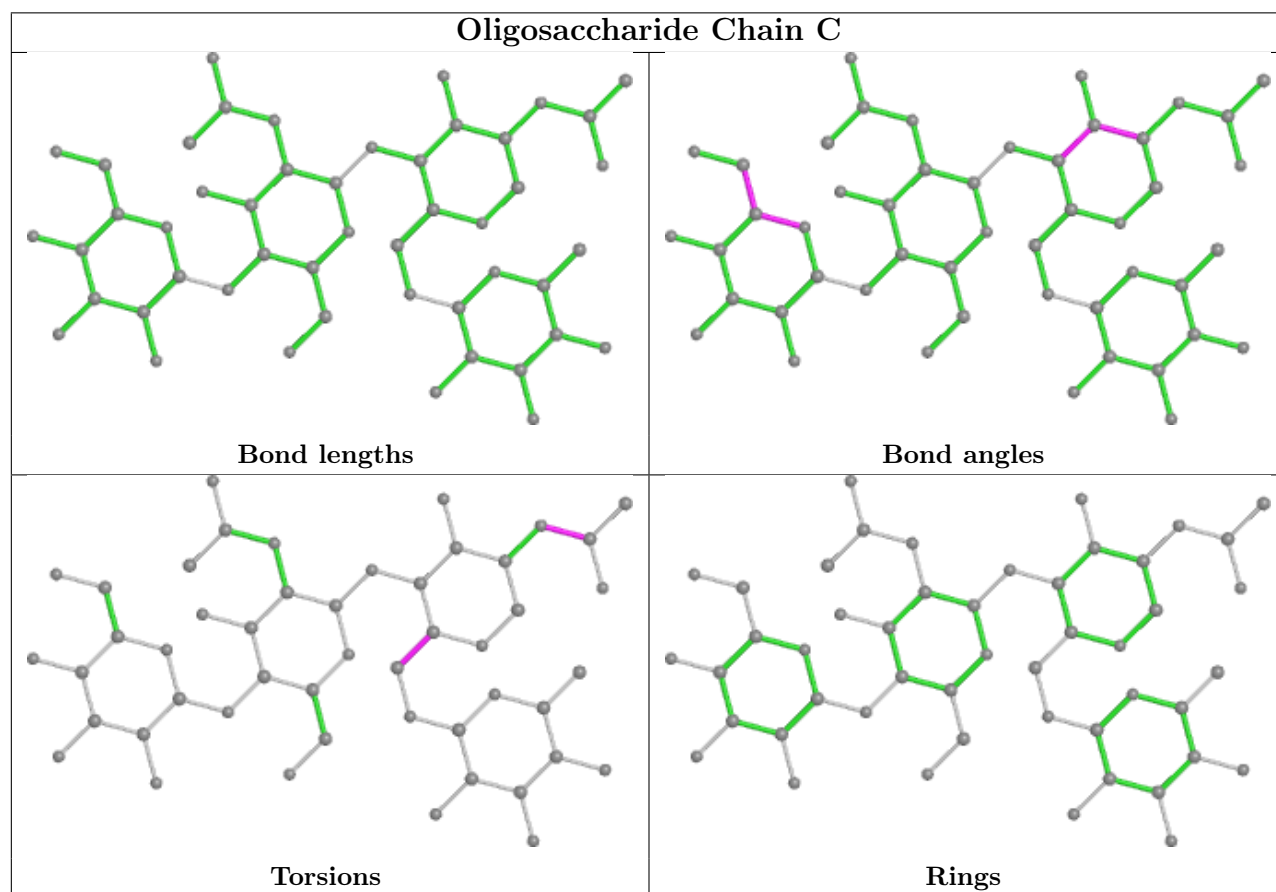 Oligosaccharide Chain C
Bond lengths
Bond angles
Torsions
Rings